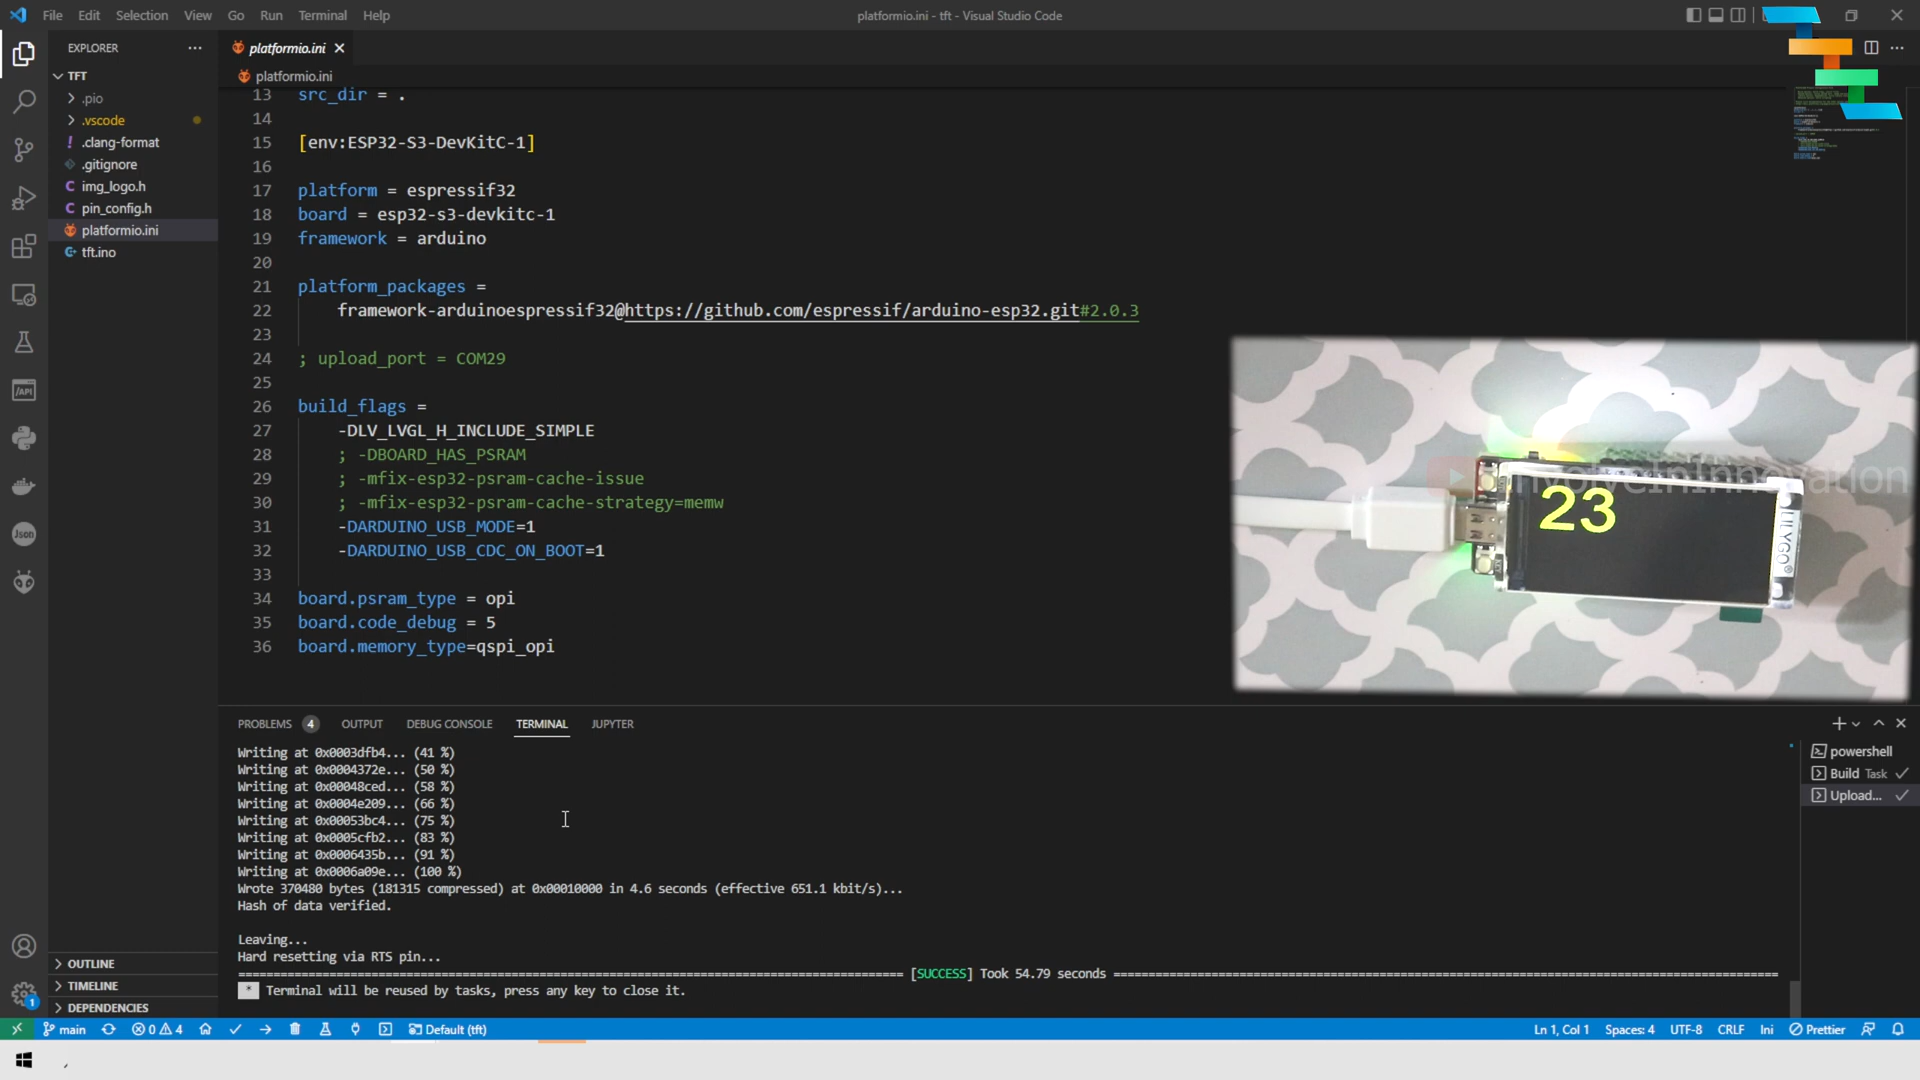 File Edit Selection View Go Run Terminal Help
platformio.ini - tft - Visual Studio Code
EXPLORER
TFT
.pio
.vscode
.clang-format
.gitignore
img_logo.h
pin_config.h
platformio.ini
tft.ino
OUTLINE
TIMELINE
DEPENDENCIES
platformio.ini
platformio.ini
13 src_dir = .
14
15 [env:ESP32-S3-DevKitC-1]
16
17 platform = espressif32
18 board = esp32-s3-devkitc-1
19 framework = arduino
20
21 platform_packages =
22 framework-arduinoespressif32@https://github.com/espressif/arduino-esp32.git#2.0.3
23
24 ; upload_port = COM29
25
26 build_flags =
27 -DLV_LVGL_H_INCLUDE_SIMPLE
28 ; -DBOARD_HAS_PSRAM
29 ; -mfix-esp32-psram-cache-issue
30 ; -mfix-esp32-psram-cache-strategy=memw
31 -DARDUINO_USB_MODE=1
32 -DARDUINO_USB_CDC_ON_BOOT=1
33
34 board.psram_type = opi
35 board.code_debug = 5
36 board.memory_type=qspi_opi
23
LILYGO®
PROBLEMS 4 OUTPUT DEBUG CONSOLE TERMINAL JUPYTER
Writing at 0x0003dfb4... (41 %)
Writing at 0x0004372e... (50 %)
Writing at 0x00048ced... (58 %)
Writing at 0x0004e209... (66 %)
Writing at 0x00053bc4... (75 %)
Writing at 0x0005cfb2... (83 %)
Writing at 0x0006435b... (91 %)
Writing at 0x0006a09e... (100 %)
Wrote 370480 bytes (181315 compressed) at 0x00010000 in 4.6 seconds (effective 651.1 kbit/s)...
Hash of data verified.
Leaving...
Hard resetting via RTS pin...
[SUCCESS] Took 54.79 seconds
* Terminal will be reused by tasks, press any key to close it.
powershell
Build Task
Upload...
/API
Json
1
main 0 4 Default (tft)
Ln 1, Col 1 Spaces: 4 UTF-8 CRLF Ini Prettier